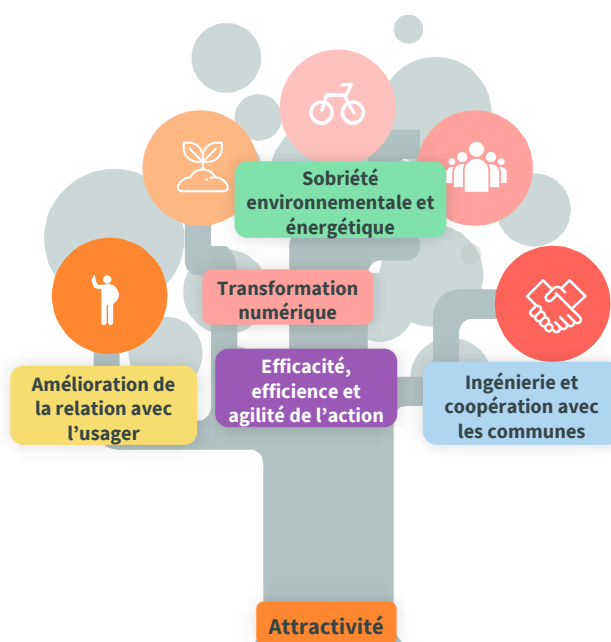 Sobriété
environnementale et
énergétique
Transformation
numérique
Efficacité,
efficience et
agilité de l'action
Amélioration de
la relation avec
l'usager
Ingénierie et
coopération avec
les communes
Attractivité